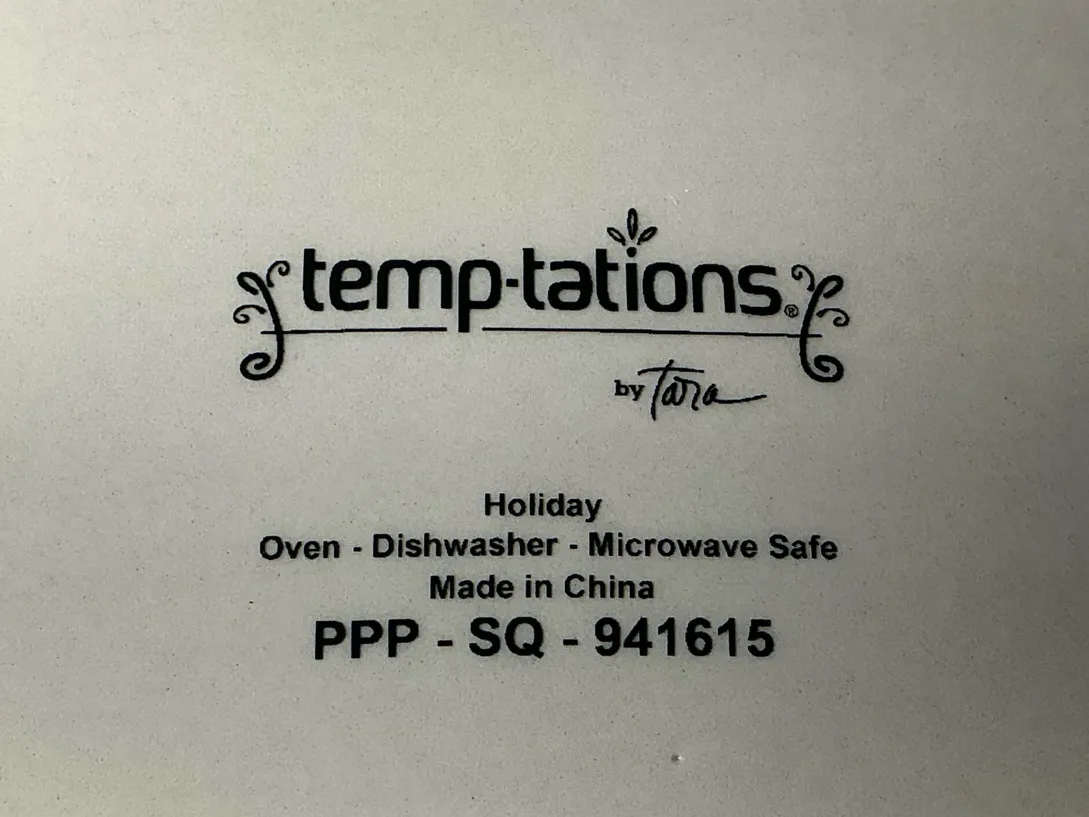 temp-tations®
by Tara
Holiday
Oven - Dishwasher - Microwave Safe
Made in China
PPP - SQ - 941615